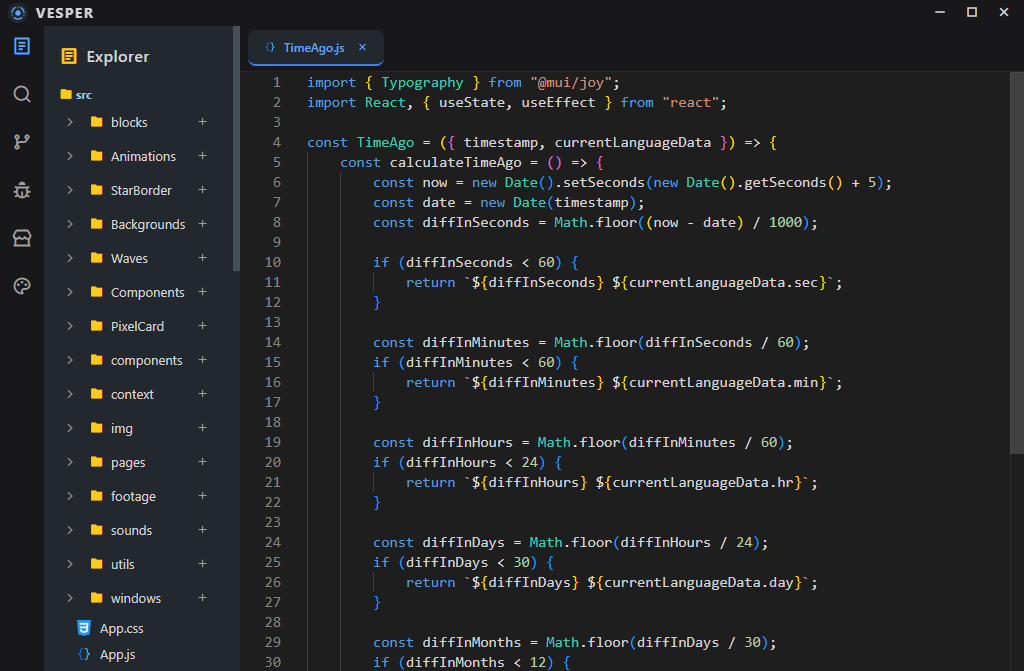 VESPER
Explorer
src
blocks
Animations
StarBorder
Backgrounds
Waves
Components
PixelCard
components
context
img
pages
footage
sounds
utils
windows
App.css
{} App.js
{} TimeAgo.js ×
1 import { Typography } from "@mui/joy";
2 import React, { useState, useEffect } from "react";
3
4 const TimeAgo = ({ timestamp, currentLanguageData }) => {
5 const calculateTimeAgo = () => {
6 const now = new Date().setSeconds(new Date().getSeconds() + 5);
7 const date = new Date(timestamp);
8 const diffInSeconds = Math.floor((now - date) / 1000);
9
10 if (diffInSeconds < 60) {
11 return `${diffInSeconds} ${currentLanguageData.sec}`;
12 }
13
14 const diffInMinutes = Math.floor(diffInSeconds / 60);
15 if (diffInMinutes < 60) {
16 return `${diffInMinutes} ${currentLanguageData.min}`;
17 }
18
19 const diffInHours = Math.floor(diffInMinutes / 60);
20 if (diffInHours < 24) {
21 return `${diffInHours} ${currentLanguageData.hr}`;
22 }
23
24 const diffInDays = Math.floor(diffInHours / 24);
25 if (diffInDays < 30) {
26 return `${diffInDays} ${currentLanguageData.day}`;
27 }
28
29 const diffInMonths = Math.floor(diffInDays / 30);
30 if (diffInMonths < 12) {